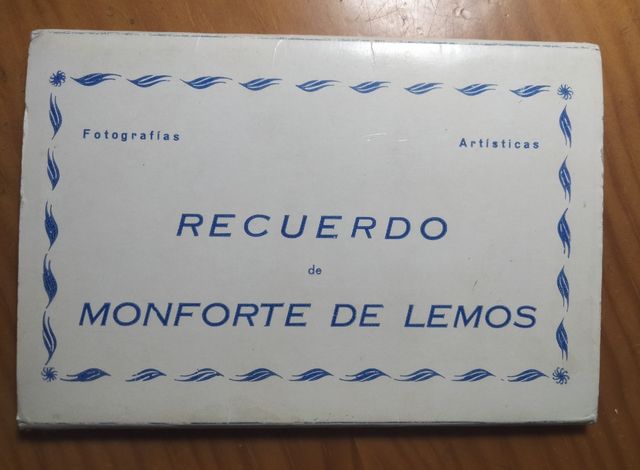 Fotografías Artísticas
RECUERDO
de
MONFORTE DE LEMOS